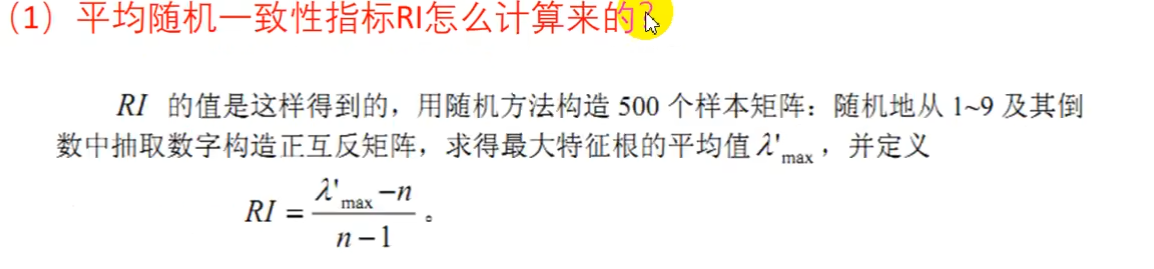 （1）平均随机一致性指标RI怎么计算来的？
RI 的值是这样得到的，用随机方法构造 500 个样本矩阵：随机地从 1~9 及其倒
数中抽取数字构造正互反矩阵，求得最大特征根的平均值 λ'max，并定义
RI = (λ'max − n) / (n − 1)。